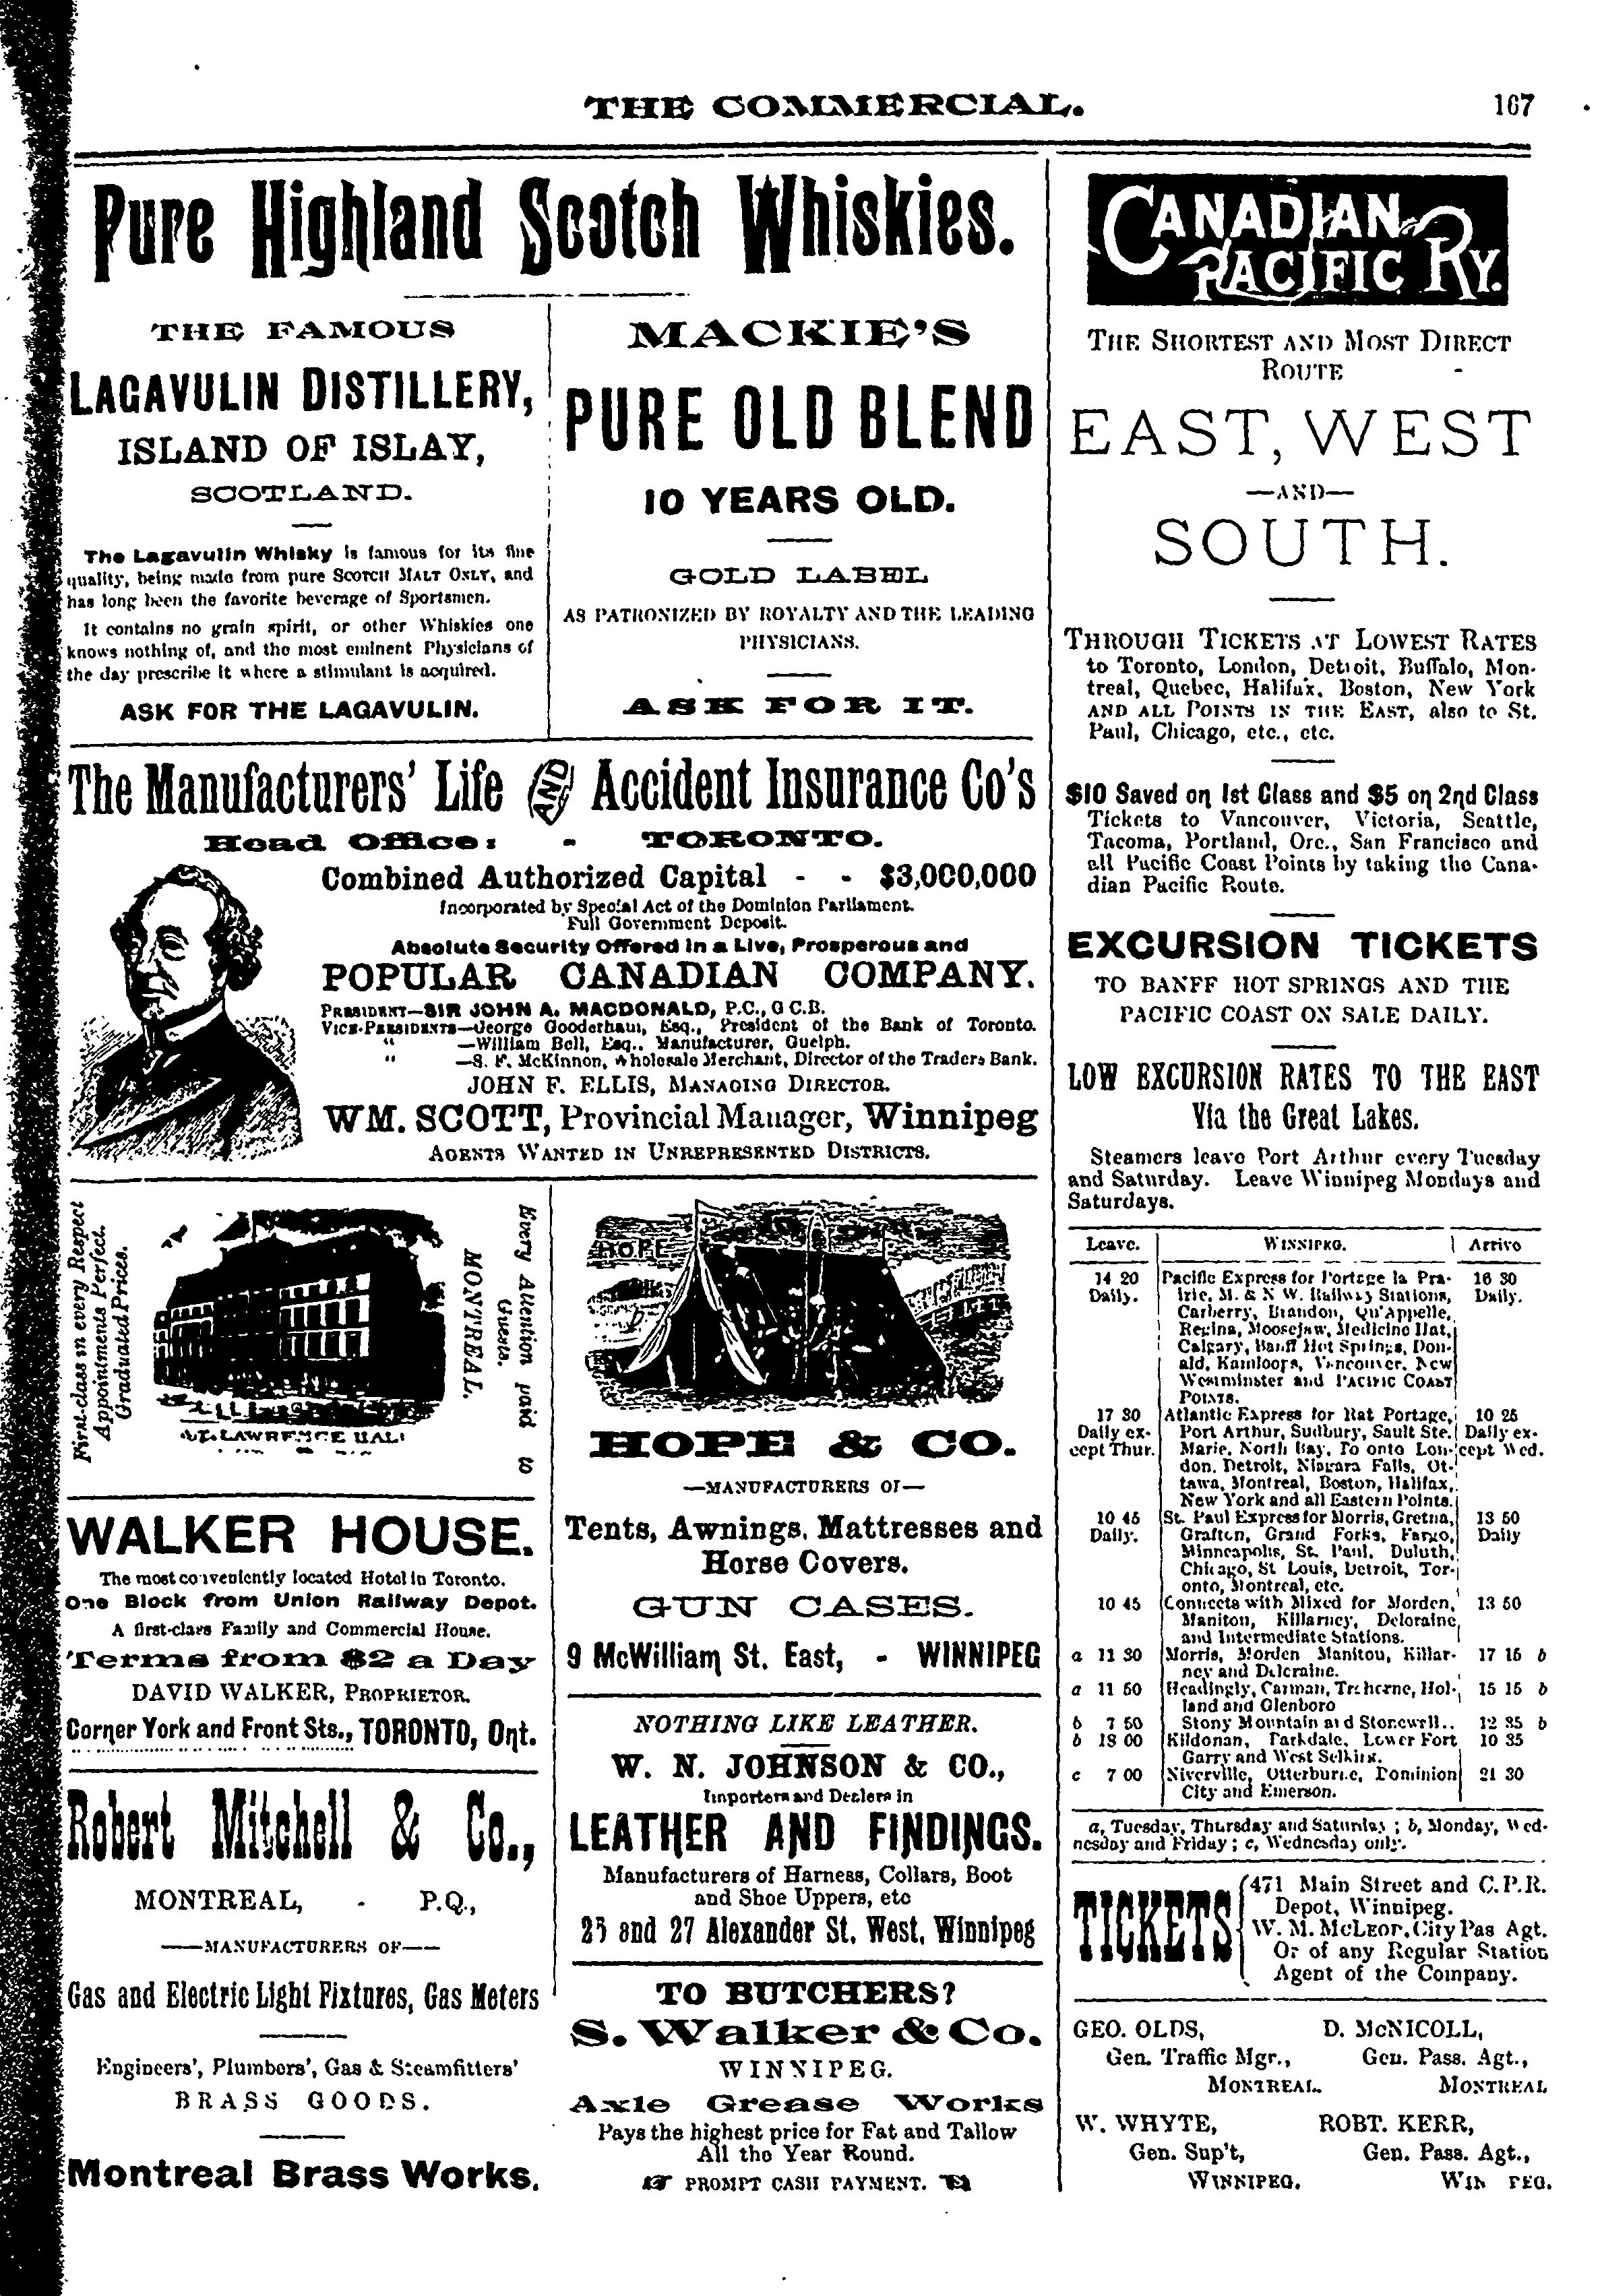 THE COMMERCIAL.
167
Pure Highland Scotch Whiskies.
THE FAMOUS
LAGAVULIN DISTILLERY,
ISLAND OF ISLAY,
SCOTLAND.
The Lagavulin Whisky is famous for its fine
quality, being made from pure SCOTCH MALT ONLY, and
has long been the favorite beverage of Sportsmen.
It contains no grain spirit, or other Whiskies one
knows nothing of, and the most eminent Physicians of
the day prescribe it where a stimulant is acquired.
ASK FOR THE LAGAVULIN.
MACKIE'S
PURE OLD BLEND
10 YEARS OLD.
GOLD LABEL
AS PATRONIZED BY ROYALTY AND THE LEADING
PHYSICIANS.
ASK FOR IT.
The Manufacturers' Life AND Accident Insurance Co's
Head Office: - TORONTO.
Combined Authorized Capital - - $3,000,000
Incorporated by Special Act of the Dominion Parliament.
Full Government Deposit.
Absolute Security Offered in a Live, Prosperous and
POPULAR CANADIAN COMPANY.
PRESIDENT—SIR JOHN A. MACDONALD, P.C., G C.B.
VICE-PRESIDENTS—George Gooderham, Esq., President of the Bank of Toronto.
" —William Bell, Esq., Manufacturer, Guelph.
" —S. F. McKinnon, Wholesale Merchant, Director of the Traders Bank.
JOHN F. ELLIS, MANAGING DIRECTOR.
WM. SCOTT, Provincial Manager, Winnipeg
AGENTS WANTED IN UNREPRESENTED DISTRICTS.
First-class in every Respect
Appointments Perfect.
Graduated Prices.
ST. LAWRENCE HALL
MONTREAL.
Every Attention paid to
Guests.
WALKER HOUSE.
The most conveniently located Hotel in Toronto.
One Block from Union Railway Depot.
A first-class Family and Commercial House.
Terms from $2 a Day
DAVID WALKER, PROPRIETOR.
Corner York and Front Sts., TORONTO, Ont.
Robert Mitchell & Co.,
MONTREAL, - P.Q.,
—MANUFACTURERS OF—
Gas and Electric Light Fixtures, Gas Meters
Engineers', Plumbers', Gas & Steamfitters'
BRASS GOODS.
Montreal Brass Works.
HOPE
HOPE & CO.
—MANUFACTURERS OF—
Tents, Awnings, Mattresses and
Horse Covers.
GUN CASES.
9 McWilliam St. East, - WINNIPEG
NOTHING LIKE LEATHER.
W. N. JOHNSON & CO.,
Importers and Dealers in
LEATHER AND FINDINGS.
Manufacturers of Harness, Collars, Boot
and Shoe Uppers, etc
25 and 27 Alexander St. West, Winnipeg
TO BUTCHERS?
S. Walker & Co.
WINNIPEG.
Axle Grease Works
Pays the highest price for Fat and Tallow
All the Year Round.
PROMPT CASH PAYMENT.
CANADIAN
PACIFIC RY.
THE SHORTEST AND MOST DIRECT
ROUTE
EAST, WEST
—AND—
SOUTH.
THROUGH TICKETS AT LOWEST RATES
to Toronto, London, Detroit, Buffalo, Mon-
treal, Quebec, Halifax, Boston, New York
AND ALL POINTS IN THE EAST, also to St.
Paul, Chicago, etc., etc.
$10 Saved on 1st Class and $5 on 2nd Class
Tickets to Vancouver, Victoria, Seattle,
Tacoma, Portland, Ore., San Francisco and
all Pacific Coast Points by taking the Cana-
dian Pacific Route.
EXCURSION TICKETS
TO BANFF HOT SPRINGS AND THE
PACIFIC COAST ON SALE DAILY.
LOW EXCURSION RATES TO THE EAST
Via the Great Lakes.
Steamers leave Port Arthur every Tuesday
and Saturday. Leave Winnipeg Mondays and
Saturdays.
Leave. WINNIPEG. Arrive
14 20 Pacific Express for Portage la Pra- 16 30
Daily. irie, M. & N W. Railway Stations, Daily.
Carberry, Brandon, Qu'Appelle,
Regina, Moosejaw, Medicine Hat,
Calgary, Banff Hot Springs, Don-
ald, Kamloops, Vancouver, New
Westminster and PACIFIC COAST
POINTS.
17 30 Atlantic Express for Rat Portage, 10 25
Daily ex- Port Arthur, Sudbury, Sault Ste. Daily ex-
cept Thur. Marie, North Bay, Toronto Lon- cept Wed.
don, Detroit, Niagara Falls, Ot-
tawa, Montreal, Boston, Halifax,
New York and all Eastern Points.
10 45 St. Paul Express for Morris, Gretna, 13 50
Daily. Grafton, Grand Forks, Fargo, Daily
Minneapolis, St. Paul, Duluth,
Chicago, St Louis, Detroit, Tor-
onto, Montreal, etc.
10 45 Connects with Mixed for Morden, 13 50
Maniton, Killarney, Deloraine
and Intermediate Stations.
a 11 30 Morris, Morden Manitou, Killar- 17 15 b
ney and Deloraine.
a 11 50 Headingly, Carman, Treherne, Hol- 15 15 b
land and Glenboro
b 7 50 Stony Mountain and Stonewall.. 12 35 b
b 18 00 Kildonan, Parkdale, Lower Fort 10 35
Garry and West Selkirk.
c 7 00 Niverville, Otterburne, Dominion 21 30
City and Emerson.
a, Tuesday, Thursday and Saturday ; b, Monday, Wed-
nesday and Friday ; c, Wednesday only.
TICKETS
471 Main Street and C.P.R.
Depot, Winnipeg.
W. M. McLEOD, City Pas Agt.
Or of any Regular Station
Agent of the Company.
GEO. OLDS, D. McNICOLL,
Gen. Traffic Mgr., Gen. Pass. Agt.,
MONTREAL. MONTREAL
W. WHYTE, ROBT. KERR,
Gen. Sup't, Gen. Pass. Agt.,
WINNIPEG. WINNIPEG.